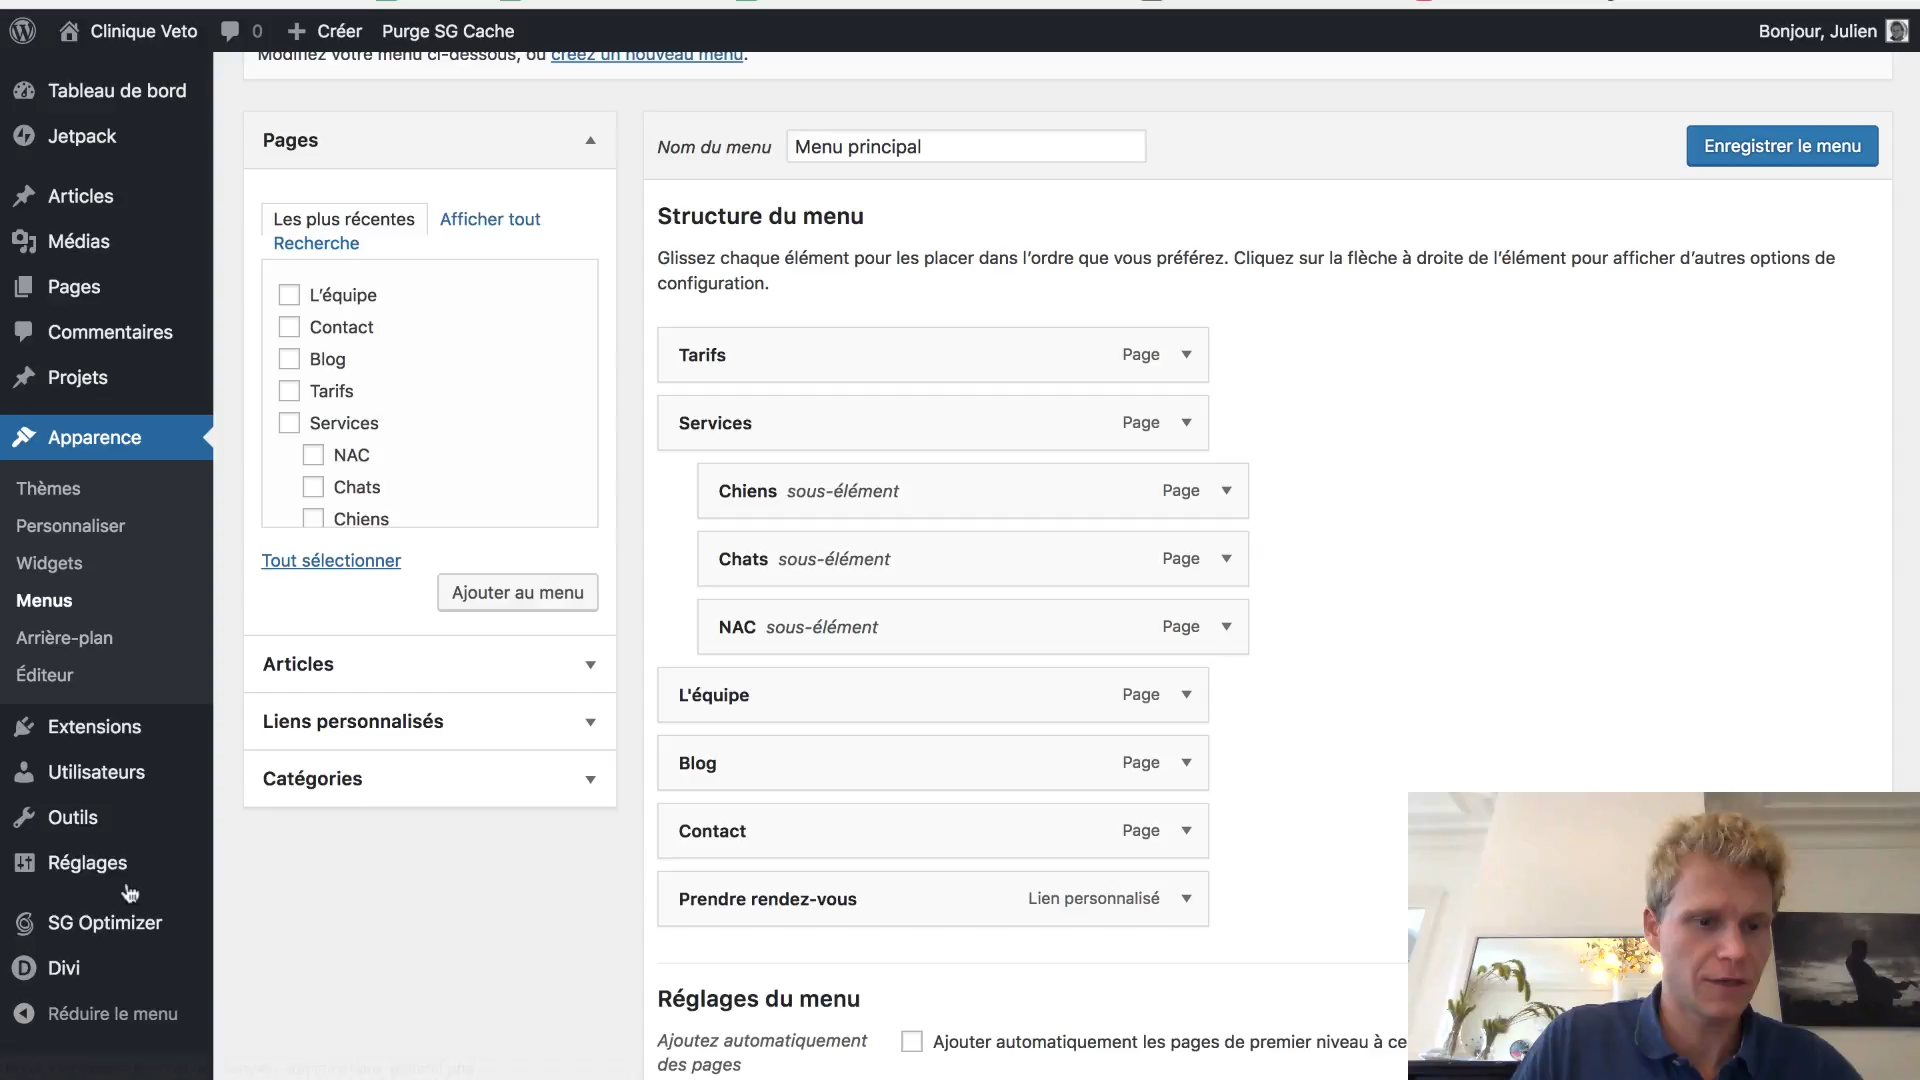 Clinique Veto
0
Créer
Purge SG Cache
Bonjour, Julien
Tableau de bord
Jetpack
Articles
Médias
Pages
Commentaires
Projets
Apparence
Thèmes
Personnaliser
Widgets
Menus
Arrière-plan
Éditeur
Extensions
Utilisateurs
Outils
Réglages
SG Optimizer
Divi
Réduire le menu
Modifiez votre menu ci-dessous, ou créez un nouveau menu.
Pages
Les plus récentes
Afficher tout
Recherche
L’équipe
Contact
Blog
Tarifs
Services
NAC
Chats
Chiens
Tout sélectionner
Ajouter au menu
Articles
Liens personnalisés
Catégories
Nom du menu
Menu principal
Enregistrer le menu
Structure du menu
Glissez chaque élément pour les placer dans l’ordre que vous préférez. Cliquez sur la flèche à droite de l’élément pour afficher d’autres options de
configuration.
Tarifs Page
Services Page
Chiens sous-élément Page
Chats sous-élément Page
NAC sous-élément Page
L'équipe Page
Blog Page
Contact Page
Prendre rendez-vous Lien personnalisé
Réglages du menu
Ajoutez automatiquement
des pages
Ajouter automatiquement les pages de premier niveau à ce